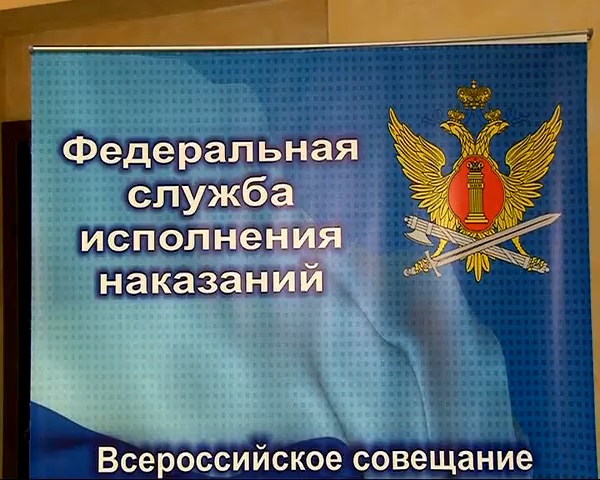 Федеральная
служба
исполнения
наказаний
Всероссийское совещание